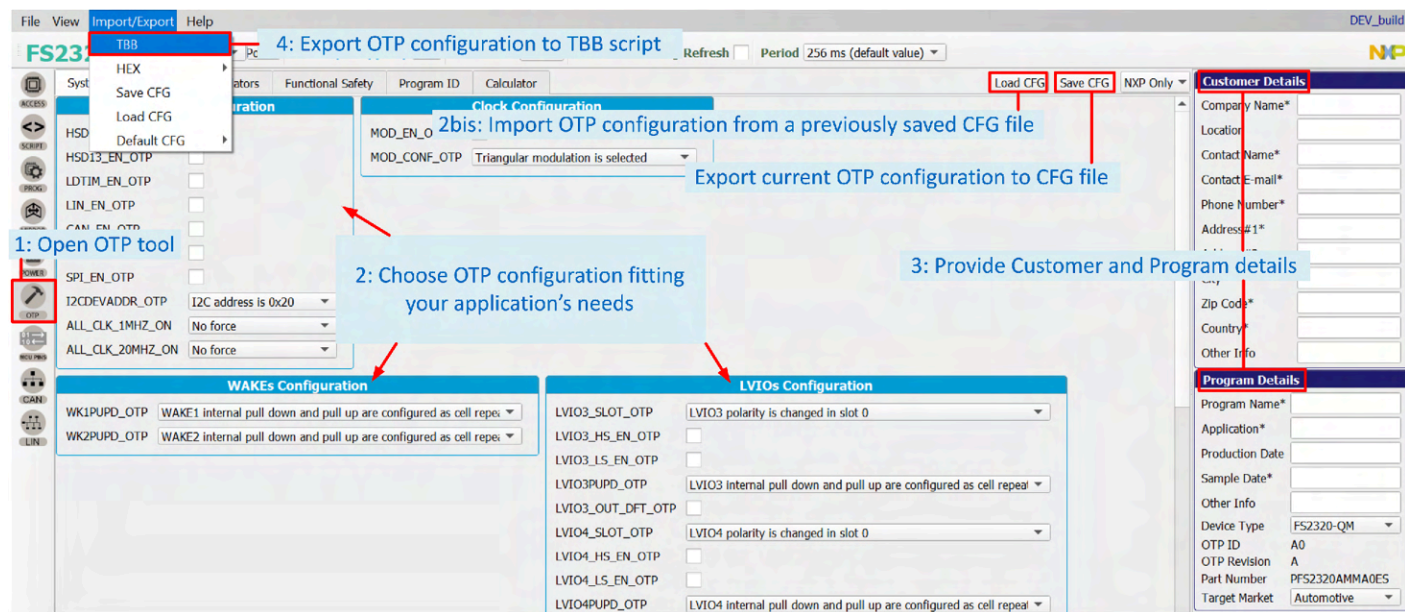 File View Import/Export Help
DEV_build
FS23
TBB
4: Export OTP configuration to TBB script
Refresh
Period
256 ms (default value)
NXP
HEX
Save CFG
Load CFG
Default CFG
Functional Safety
Program ID
Calculator
Load CFG
Save CFG
NXP Only
ACCESS
SCRIPT
PROG
POWER
OTP
MCU PROG
CAN
LIN
1: Open OTP tool
HSD13_EN_OTP
LDTIM_EN_OTP
LIN_EN_OTP
CAN_EN_OTP
SPI_EN_OTP
I2CDEVADDR_OTP I2C address is 0x20
ALL_CLK_1MHZ_ON No force
ALL_CLK_20MHZ_ON No force
Clock Configuration
2bis: Import OTP configuration from a previously saved CFG file
MOD_CONF_OTP Triangular modulation is selected
Export current OTP configuration to CFG file
2: Choose OTP configuration fitting
your application's needs
3: Provide Customer and Program details
WAKEs Configuration
WK1PUPD_OTP WAKE1 internal pull down and pull up are configured as cell
WK2PUPD_OTP WAKE2 internal pull down and pull up are configured as cell
LVIOs Configuration
LVIO3_SLOT_OTP LVIO3 polarity is changed in slot 0
LVIO3_HS_EN_OTP
LVIO3_LS_EN_OTP
LVIO3PUPD_OTP LVIO3 internal pull down and pull up are configured as cell
LVIO3_OUT_DFT_OTP
LVIO4_SLOT_OTP LVIO4 polarity is changed in slot 0
LVIO4_HS_EN_OTP
LVIO4_LS_EN_OTP
LVIO4PUPD_OTP LVIO4 internal pull down and pull up are configured as cell
Customer Details
Company Name*
Location
Contact Name*
Contact E-mail*
Phone Number*
Address#1*
City
Zip Code*
Country*
Other Info
Program Details
Program Name*
Application*
Production Date
Sample Date*
Other Info
Device Type FS2320-QM
OTP ID A0
OTP Revision A
Part Number PFS2320AMMA0ES
Target Market Automotive